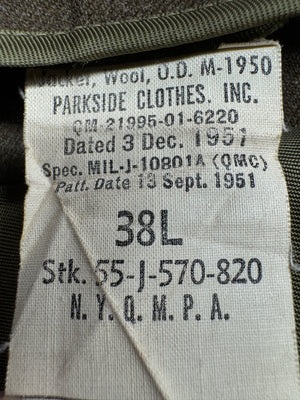 Jacket, Wool, O.D. M-1950
PARKSIDE CLOTHES, INC.
QM-21995-01-6220
Dated 3 Dec. 1951
Spec. MIL-J-10801A (QMC)
Patt. Date 13 Sept. 1951
38L
Stk. 55-J-570-820
N. Y. Q. M. P. A.